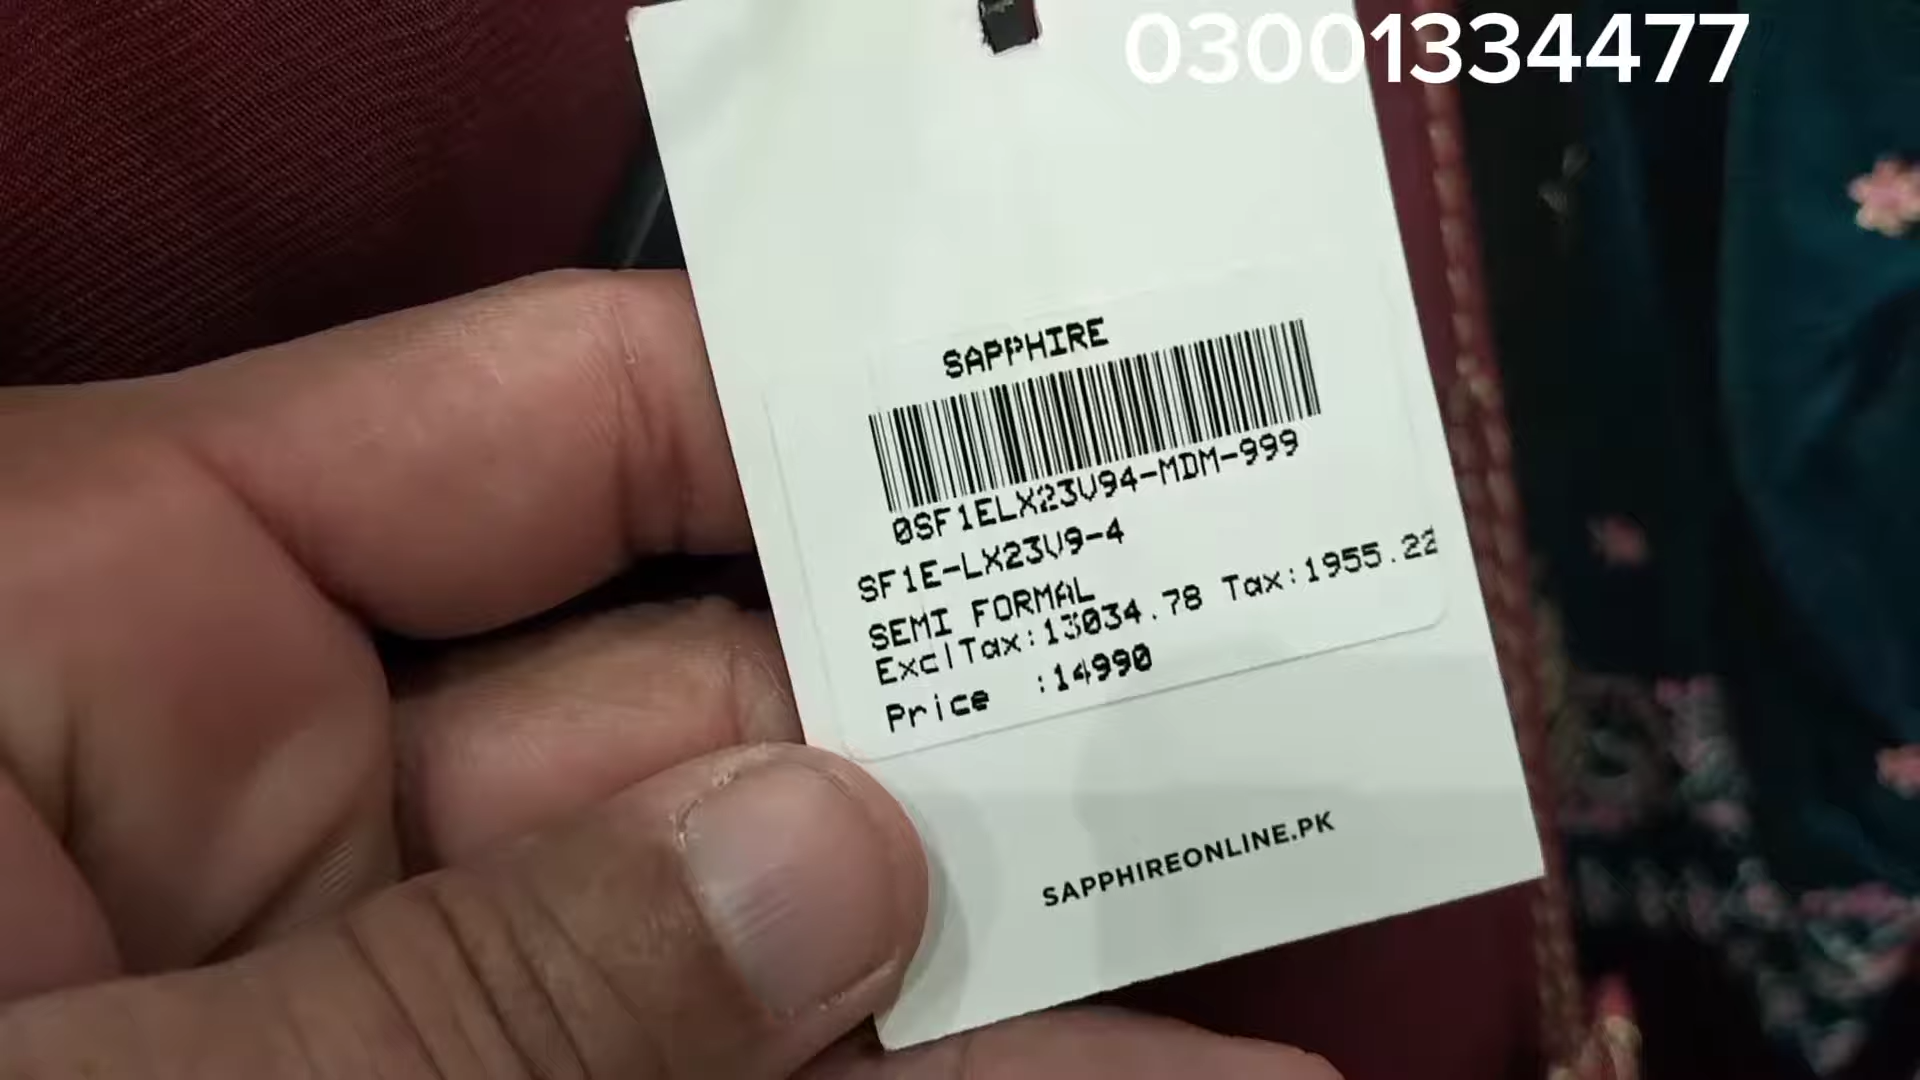 03001334477
SAPPHIRE
0SF1ELX23V94-MDM-999
SF1E-LX23V9-4
SEMI FORMAL
ExclTax:13034.78 Tax:1955.22
Price :14990
SAPPHIREONLINE.PK